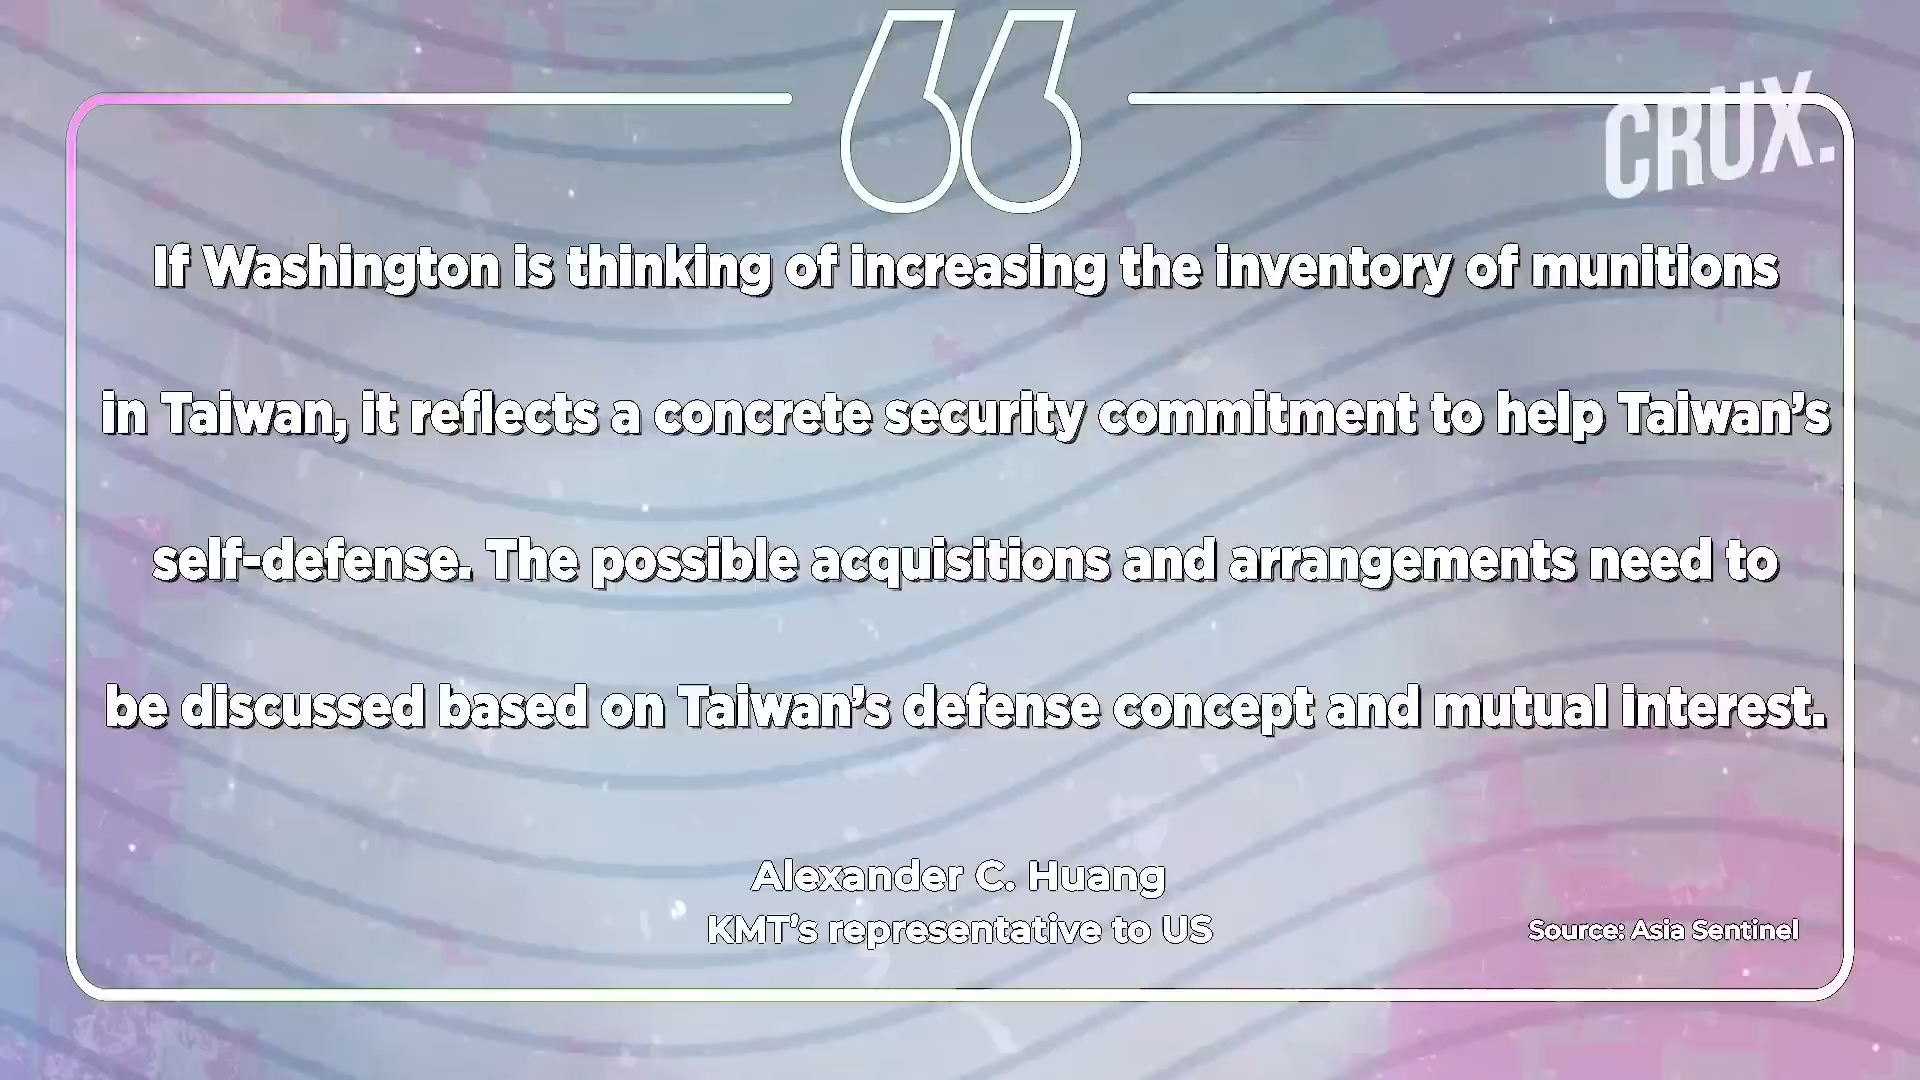 CRUX.
If Washington is thinking of increasing the inventory of munitions
in Taiwan, it reflects a concrete security commitment to help Taiwan’s
self-defense. The possible acquisitions and arrangements need to
be discussed based on Taiwan’s defense concept and mutual interest.
Alexander C. Huang
KMT’s representative to US
Source: Asia Sentinel